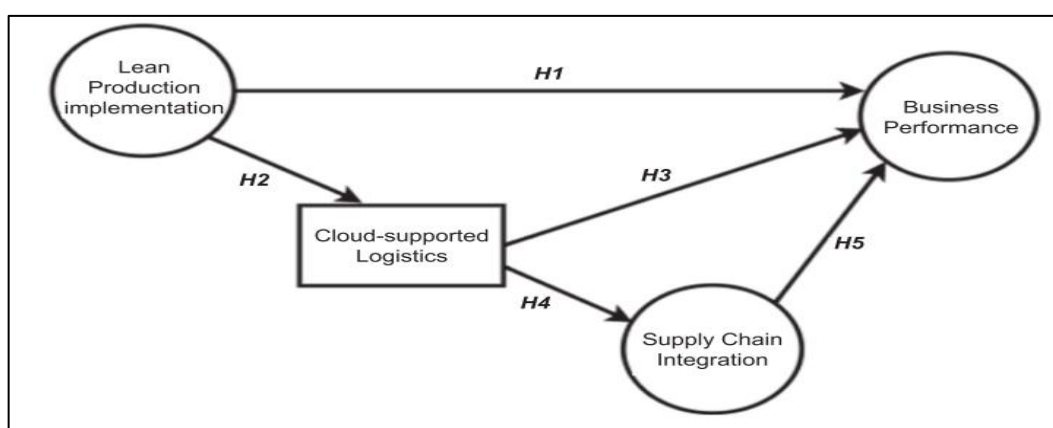 Lean
Production
implementation
H1
Business
Performance
H2
H3
Cloud-supported
Logistics
H5
H4
Supply Chain
Integration